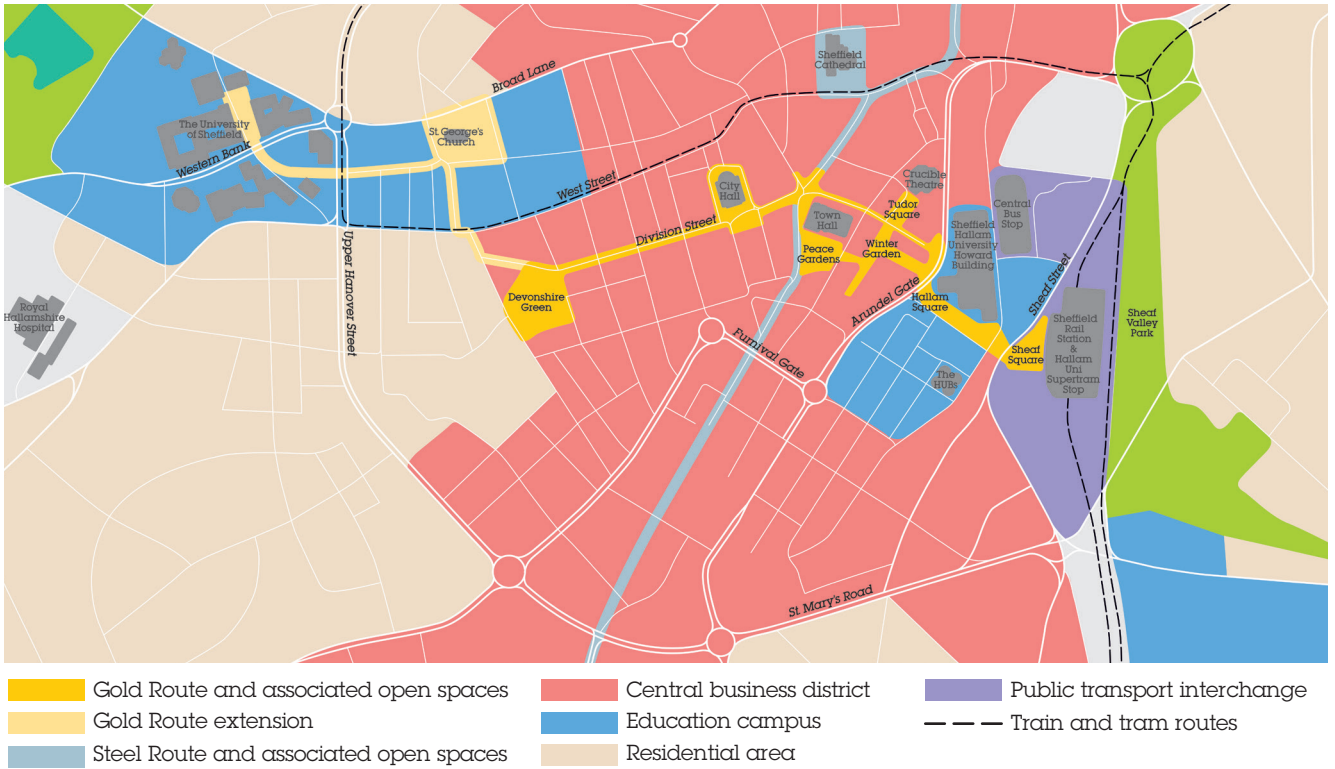 Sheffield
Cathedral
Broad Lane
The University
of Sheffield
St. George's
Church
Western Bank
West Street
City
Hall
Crucible
Theatre
Tudor
Square
Central
Bus
Stop
Division Street
Town
Hall
Sheffield
Hallam
University
Howard
Building
Upper Hanover Street
Peace
Gardens
Winter
Garden
Sheaf Street
Devonshire
Green
Arundel Gate
Hallam
Square
Royal
Hallamshire
Hospital
Sheaf
Valley
Park
Furnival Gate
Sheaf
Square
Sheffield
Rail
Station
&
Hallam
Uni
Supertram
Stop
The
HUBs
St. Mary's Road
Gold Route and associated open spaces
Gold Route extension
Steel Route and associated open spaces
Central business district
Education campus
Residential area
Public transport interchange
Train and tram routes